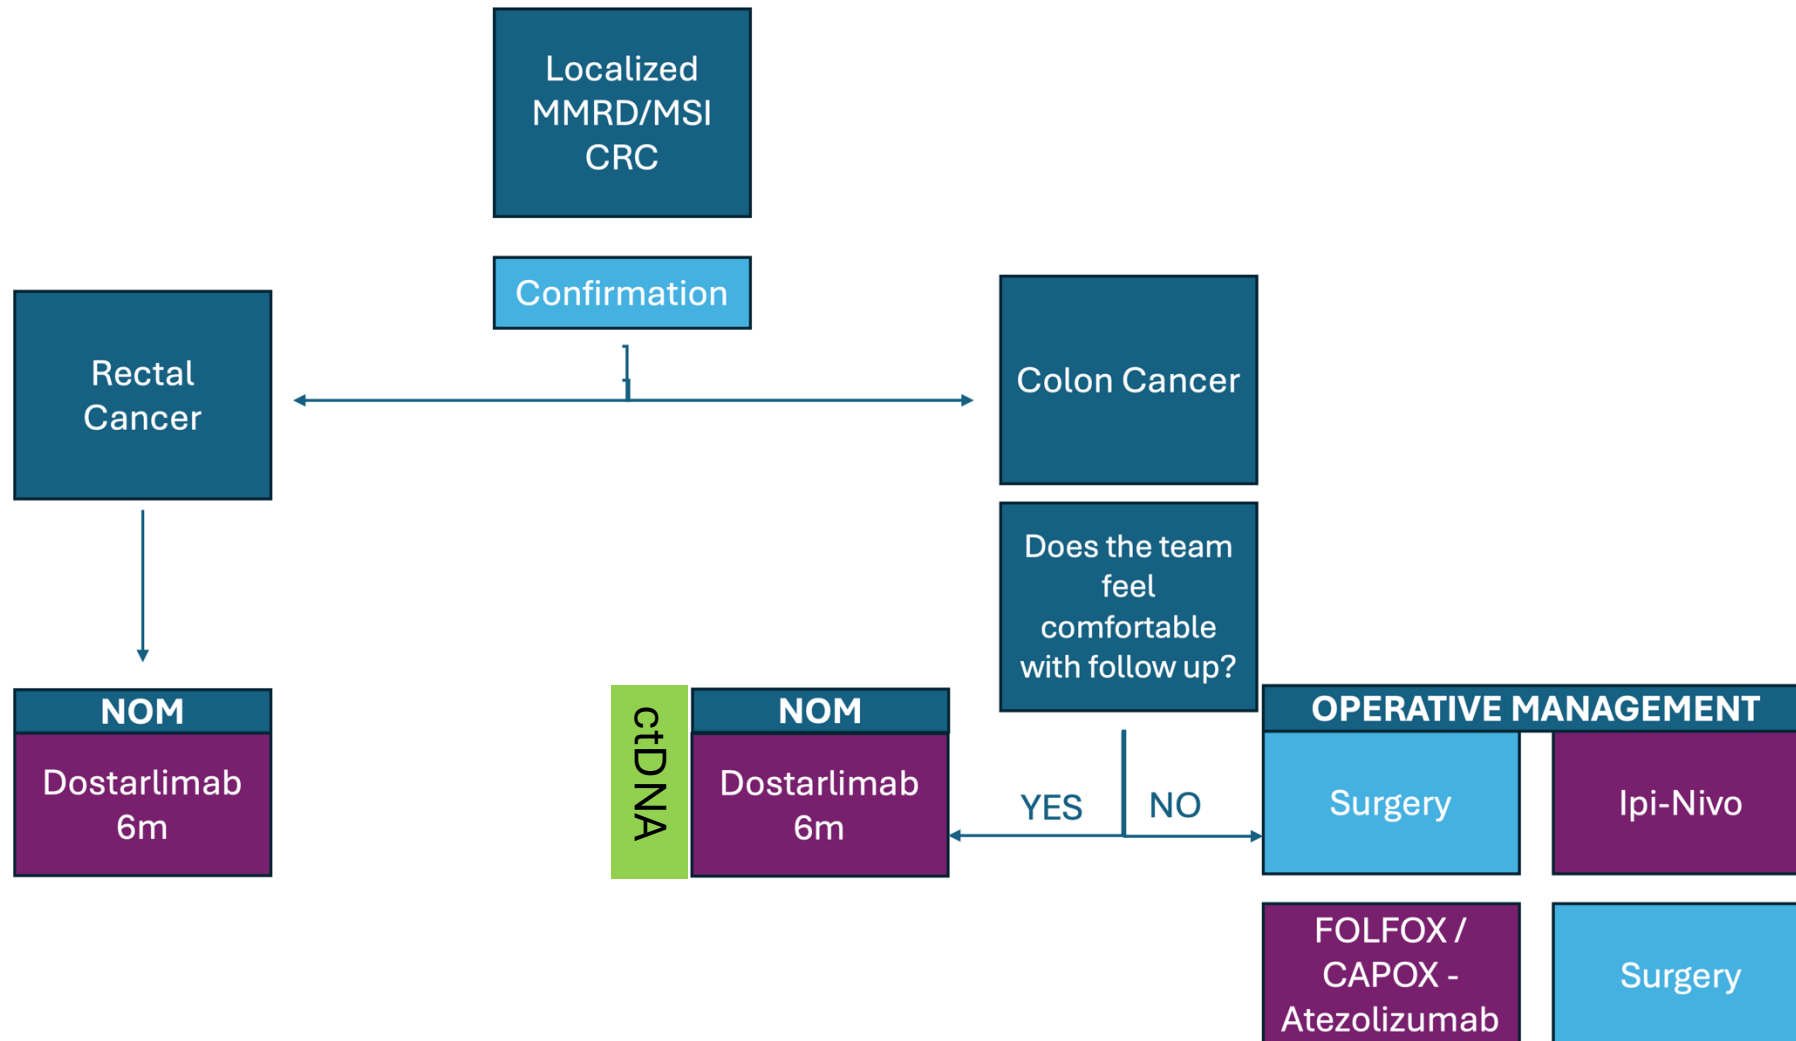 Localized
MMRD/MSI
CRC
Confirmation
Rectal
Cancer
Colon Cancer
Does the team
feel
comfortable
with follow up?
NOM
Dostarlimab
6m
ctDNA
NOM
Dostarlimab
6m
YES
NO
OPERATIVE MANAGEMENT
Surgery
Ipi-Nivo
FOLFOX /
CAPOX -
Atezolizumab
Surgery